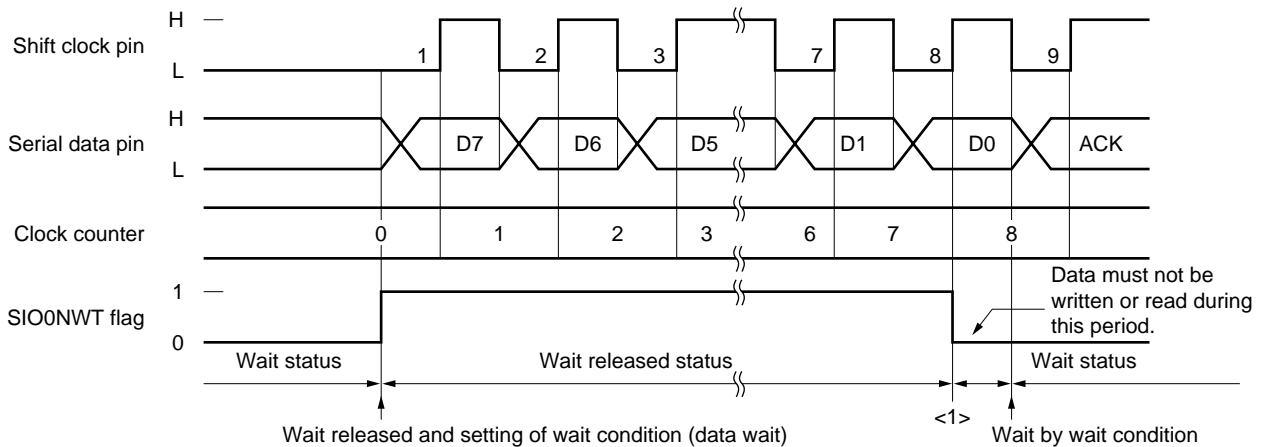 H
Shift clock pin
L
1 2 3 7 8 9
H
Serial data pin
L
D7 D6 D5 D1 D0 ACK
Clock counter
0 1 2 3 6 7 8
1
SIO0NWT flag
0
Data must not be
written or read during
this period.
Wait status Wait released status Wait status
<1>
Wait released and setting of wait condition (data wait) Wait by wait condition